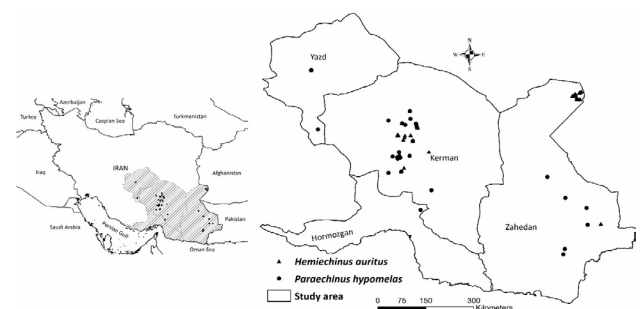 Azerbaijan
Turkey
Caspian Sea
Turkmenistan
IRAN
Iraq
Afghanistan
Pakistan
Saudi Arabia
Persian Gulf
Oman Sea
N
W E
S
Yazd
Kerman
Zahedan
Hormozgan
Hemiechinus auritus
Paraechinus hypomelas
Study area
0 75 150 300
Kilometers